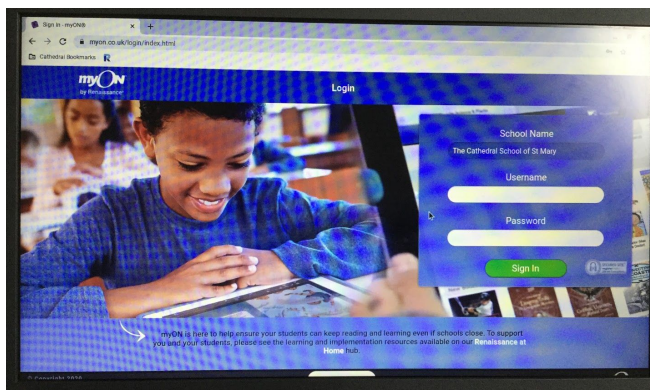 Sign In - myON®
myon.co.uk/login/index.html
Cathedral Bookmarks
myON
by Renaissance®
Login
School Name
The Cathedral School of St Mary
Username
Password
Sign In
myON is here to help ensure your students can keep reading and learning even if schools close. To support
you and your students, please see the learning and implementation resources available on our Renaissance at
Home hub.